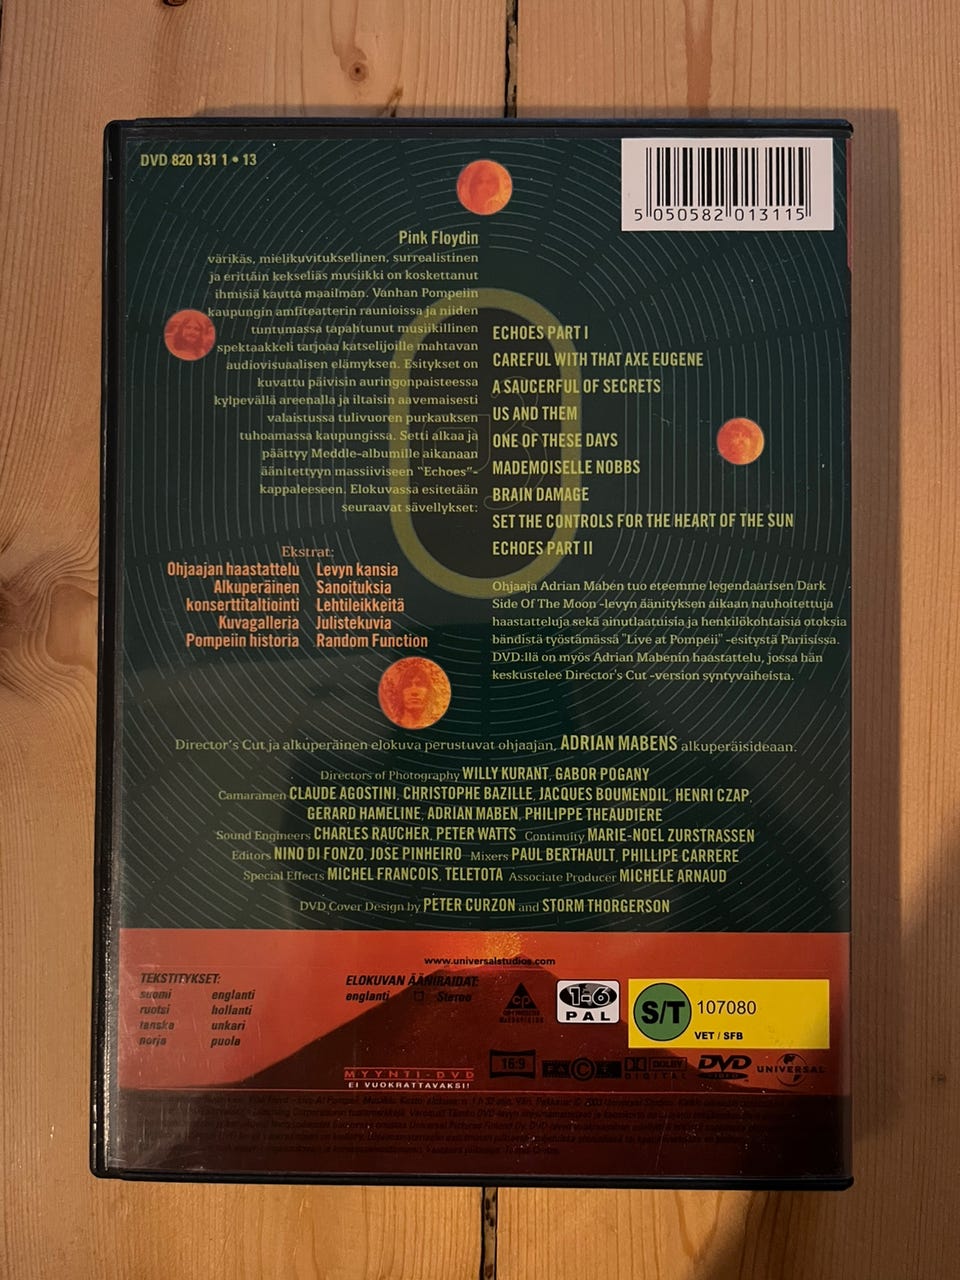 DVD 820 131 1 • 13
5 050582 013115
Pink Floydin
värikäs, mielikuvituksellinen, surrealistinen
ja erittäin kekseliäs musiikki on koskettanut
ihmisiä kautta maailman. Vanhan Pompeiin
kaupungin amfiteatterin raunioissa ja niiden
tuntumassa tapahtunut musiikillinen
spektaakkeli tarjoaa katselijoille mahtavan
audiovisuaalisen elämyksen. Esitykset on
kuvattu päivisin auringonpaisteessa
kylpevällä areenalla ja iltaisin aavemaisesti
valaistussa tulivuoren purkauksen
tuhoamassa kaupungissa. Setti alkaa ja
päättyy Meddle-albumille aikanaan
äänitettyyn massiiviseen "Echoes"-
kappaleeseen. Elokuvassa esitetään
seuraavat sävellykset:
ECHOES PART I
CAREFUL WITH THAT AXE EUGENE
A SAUCERFUL OF SECRETS
US AND THEM
ONE OF THESE DAYS
MADEMOISELLE NOBBS
BRAIN DAMAGE
SET THE CONTROLS FOR THE HEART OF THE SUN
ECHOES PART II
Ekstrat:
Ohjaajan haastattelu Levyn kansia
Alkuperäinen Sanoituksia
konserttitaltiointi Lehtileikkeitä
Kuvagalleria Julistekuvia
Pompeiin historia Random Function
Ohjaaja Adrian Maben tuo eteemme legendaarisen Dark
Side Of The Moon -levyn äänityksen aikaan nauhoitettuja
haastatteluja sekä ainutlaatuisia ja henkilökohtaisia otoksia
bändistä työstämässä "Live at Pompeii" -esitystä Pariisissa.
DVD:llä on myös Adrian Mabenin haastattelu, jossa hän
keskustelee Director's Cut -version syntyvaiheista.
Director's Cut ja alkuperäinen elokuva perustuvat ohjaajan, ADRIAN MABENS alkuperäisideaan.
Directors of Photography WILLY KURANT, GABOR POGANY
Camaramen CLAUDE AGOSTINI, CHRISTOPHE BAZILLE, JACQUES BOUMENDIL, HENRI CZAP,
GERARD HAMELINE, ADRIAN MABEN, PHILIPPE THEAUDIERE
Sound Engineers CHARLES RAUCHER, PETER WATTS Continuity MARIE-NOEL ZURSTRASSEN
Editors NINO DI FONZO, JOSE PINHEIRO Mixers PAUL BERTHAULT, PHILLIPE CARRERE
Special Effects MICHEL FRANCOIS, TELETOTA Associate Producer MICHELE ARNAUD
DVD Cover Design by PETER CURZON and STORM THORGERSON
www.universalstudios.com
TEKSTITYKSET:
suomi englanti
ruotsi hollanti
tanska unkari
norja puola
ELOKUVAN ÄÄNIRAIDAT:
englanti Stereo
cp
1-6
PAL
S/T 107080
VET / SFB
MYYNTI-DVD
EI VUOKRATTAVAKSI!
16:9
DOLBY
DIGITAL
DVD
VIDEO
UNIVERSAL